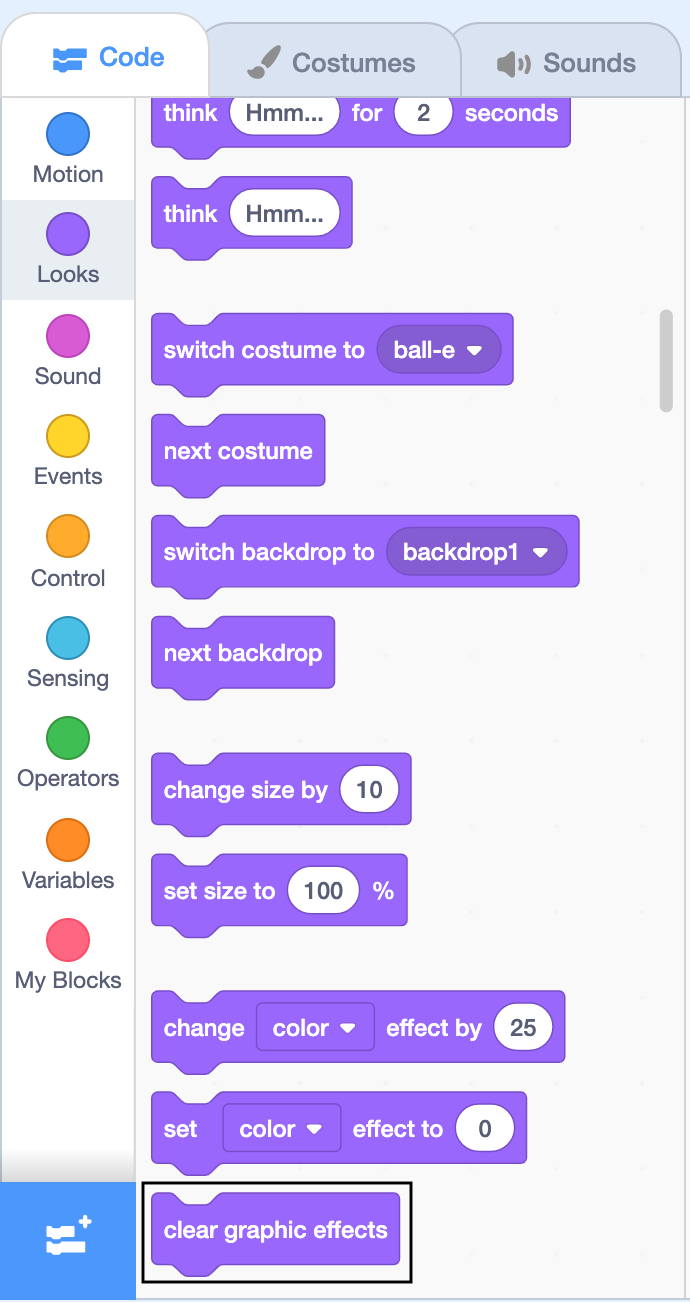 Code Costumes Sounds
Motion
Looks
Sound
Events
Control
Sensing
Operators
Variables
My Blocks
think Hmm... for 2 seconds
think Hmm...
switch costume to ball-e
next costume
switch backdrop to backdrop1
next backdrop
change size by 10
set size to 100 %
change color effect by 25
set color effect to 0
clear graphic effects